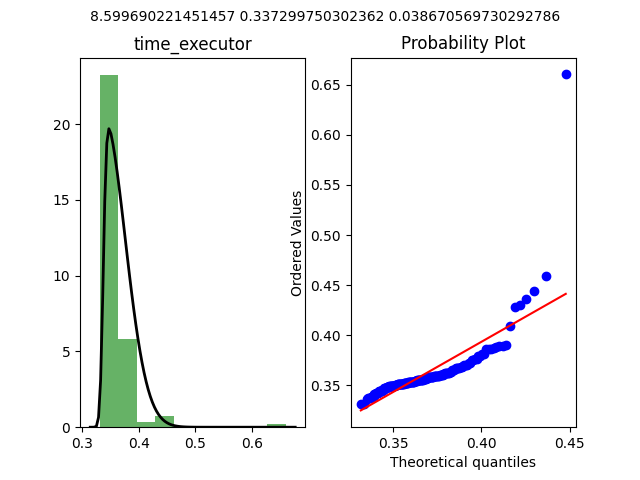 8.599690221451457 0.337299750302362 0.038670569730292786
time_executor
Probability Plot
20
15
10
5
0
0.3 0.4 0.5 0.6
Ordered Values
0.65
0.60
0.55
0.50
0.45
0.40
0.35
0.35 0.40 0.45
Theoretical quantiles